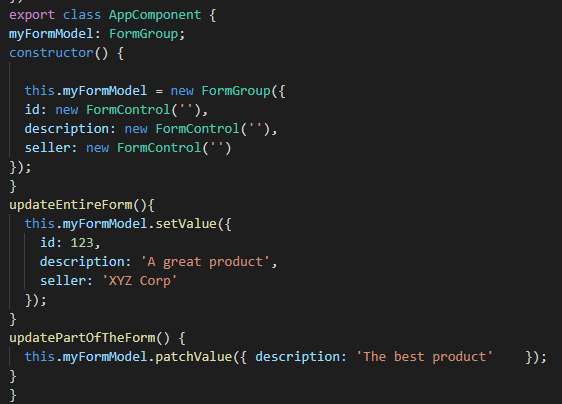 export class AppComponent {
myFormModel: FormGroup;
constructor() {
this.myFormModel = new FormGroup({
id: new FormControl(''),
description: new FormControl(''),
seller: new FormControl('')
});
}
updateEntireForm(){
this.myFormModel.setValue({
id: 123,
description: 'A great product',
seller: 'XYZ Corp'
});
}
updatePartOfTheForm() {
this.myFormModel.patchValue({ description: 'The best product'    });
}
}